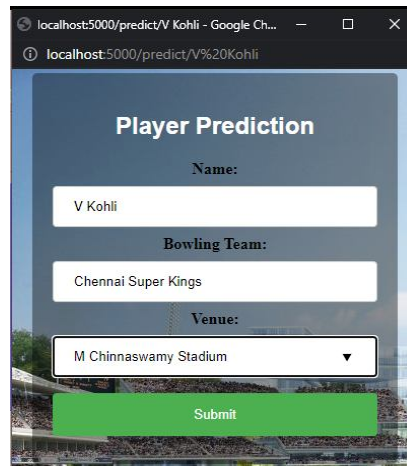 localhost:5000/predict/V Kohli - Google Ch...
localhost:5000/predict/V%20Kohli
Player Prediction
Name:
V Kohli
Bowling Team:
Chennai Super Kings
Venue:
M Chinnaswamy Stadium
Submit